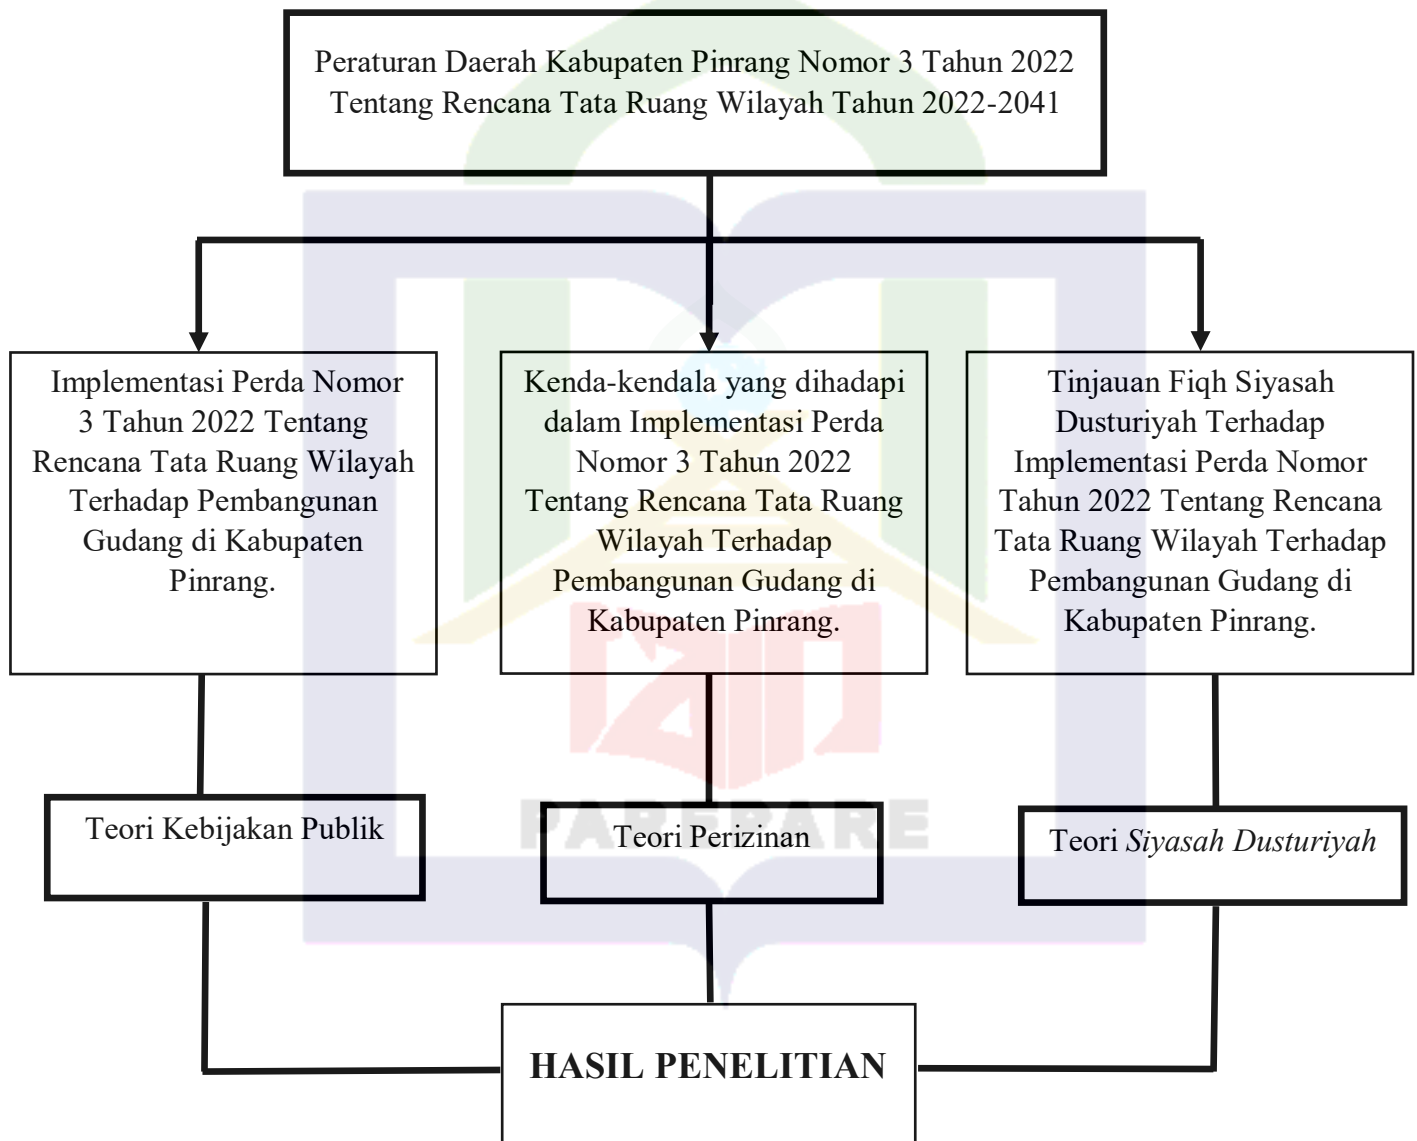 Peraturan Daerah Kabupaten Pinrang Nomor 3 Tahun 2022
Tentang Rencana Tata Ruang Wilayah Tahun 2022-2041
Implementasi Perda Nomor
3 Tahun 2022 Tentang
Rencana Tata Ruang Wilayah
Terhadap Pembangunan
Gudang di Kabupaten
Pinrang.
Kenda-kendala yang dihadapi
dalam Implementasi Perda
Nomor 3 Tahun 2022
Tentang Rencana Tata Ruang
Wilayah Terhadap
Pembangunan Gudang di
Kabupaten Pinrang.
Tinjauan Fiqh Siyasah
Dusturiyah Terhadap
Implementasi Perda Nomor
Tahun 2022 Tentang Rencana
Tata Ruang Wilayah Terhadap
Pembangunan Gudang di
Kabupaten Pinrang.
Teori Kebijakan Publik
Teori Perizinan
Teori Siyasah Dusturiyah
PAREPARE
HASIL PENELITIAN